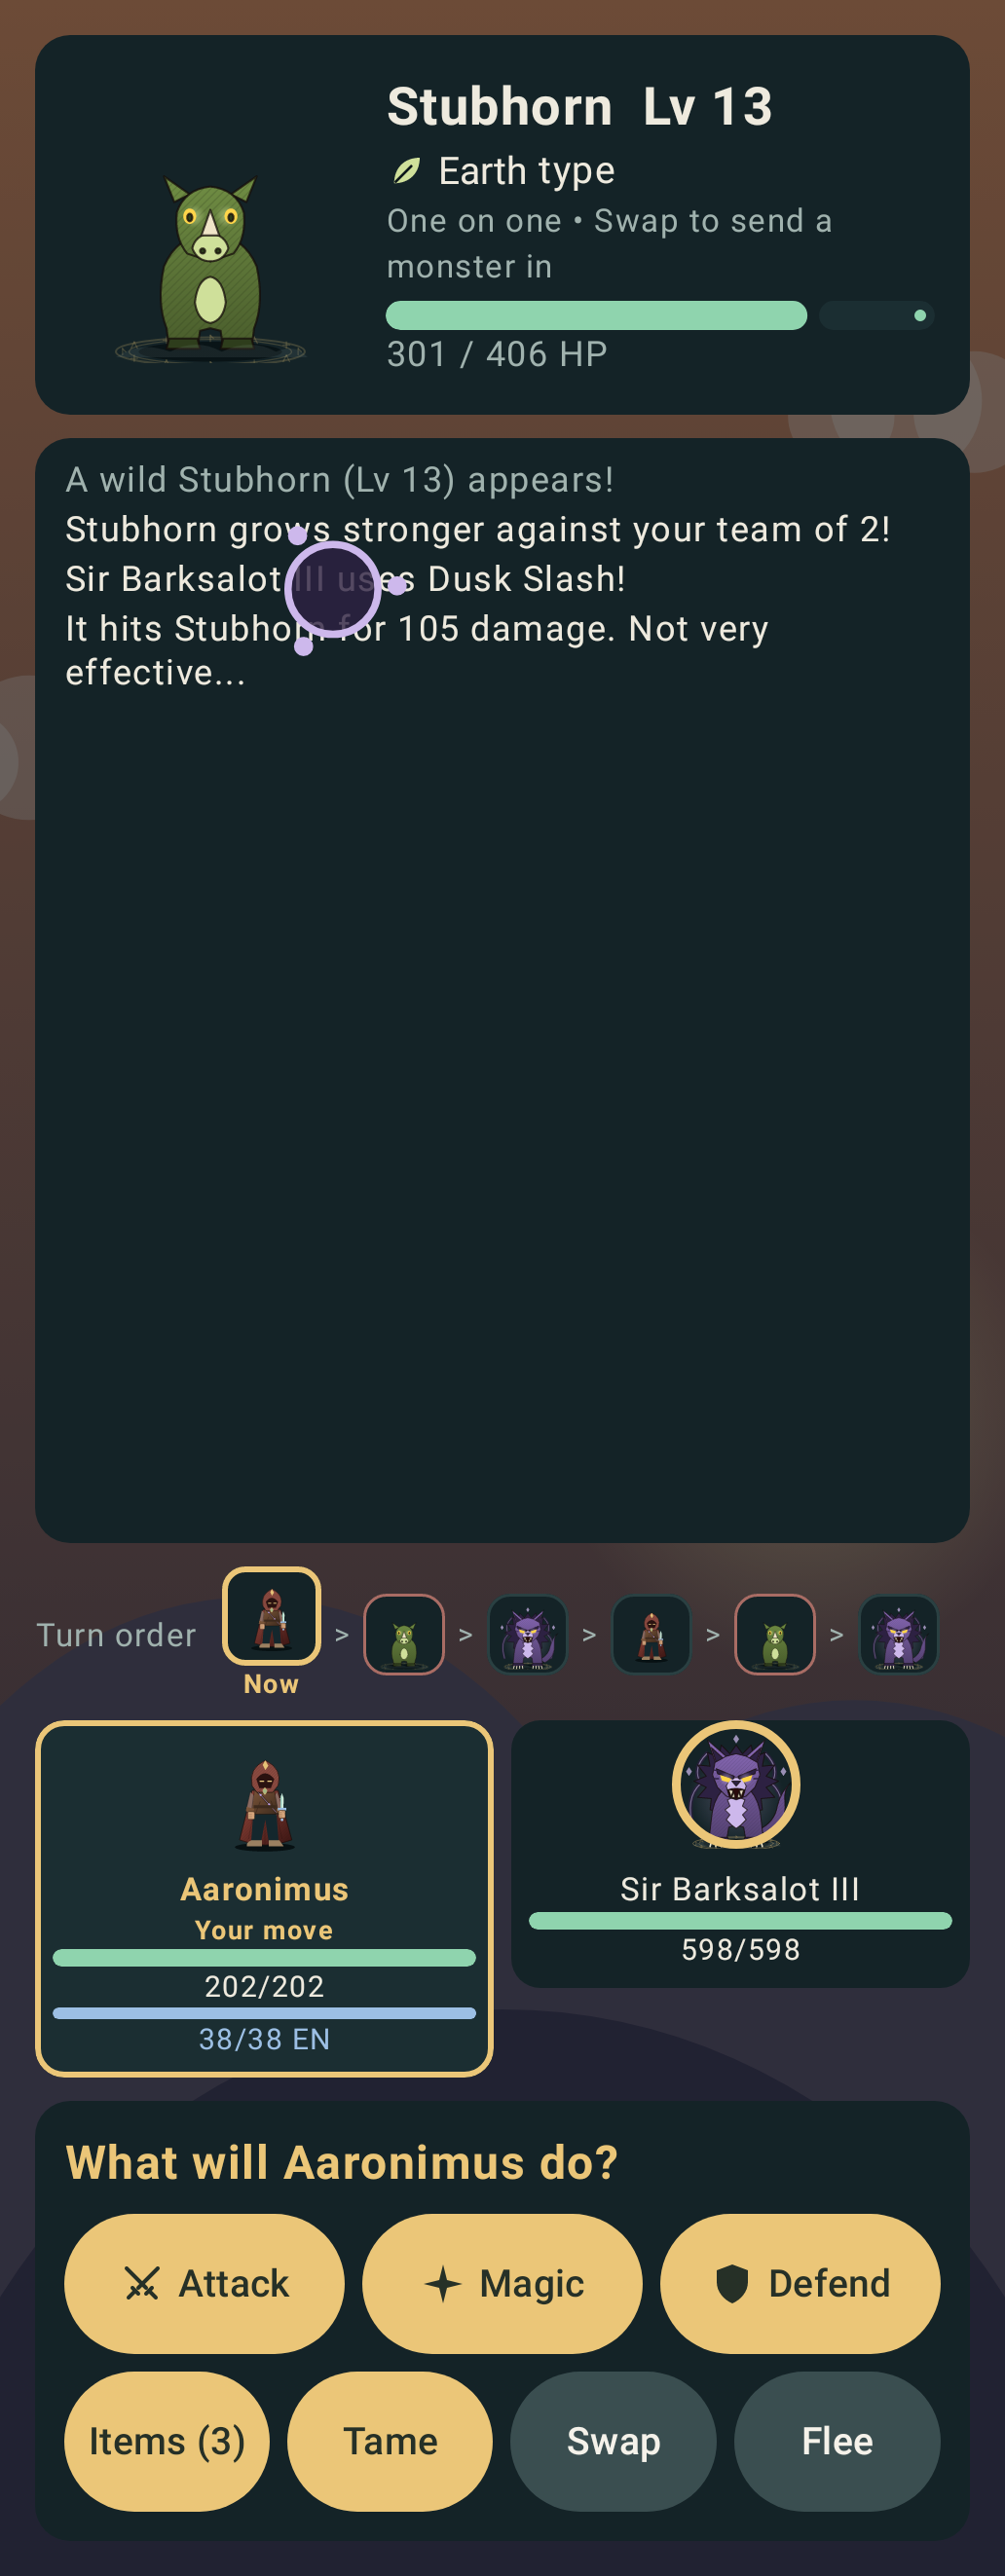 Stubhorn Lv 13
Earth type
One on one • Swap to send a
monster in
301 / 406 HP
A wild Stubhorn (Lv 13) appears!
Stubhorn grows stronger against your team of 2!
Sir Barksalot III uses Dusk Slash!
It hits Stubhorn for 105 damage. Not very
effective...
Turn order > > > > >
Now
Aaronimus
Your move
202/202
38/38 EN
Sir Barksalot III
598/598
What will Aaronimus do?
Attack Magic Defend
Items (3) Tame Swap Flee